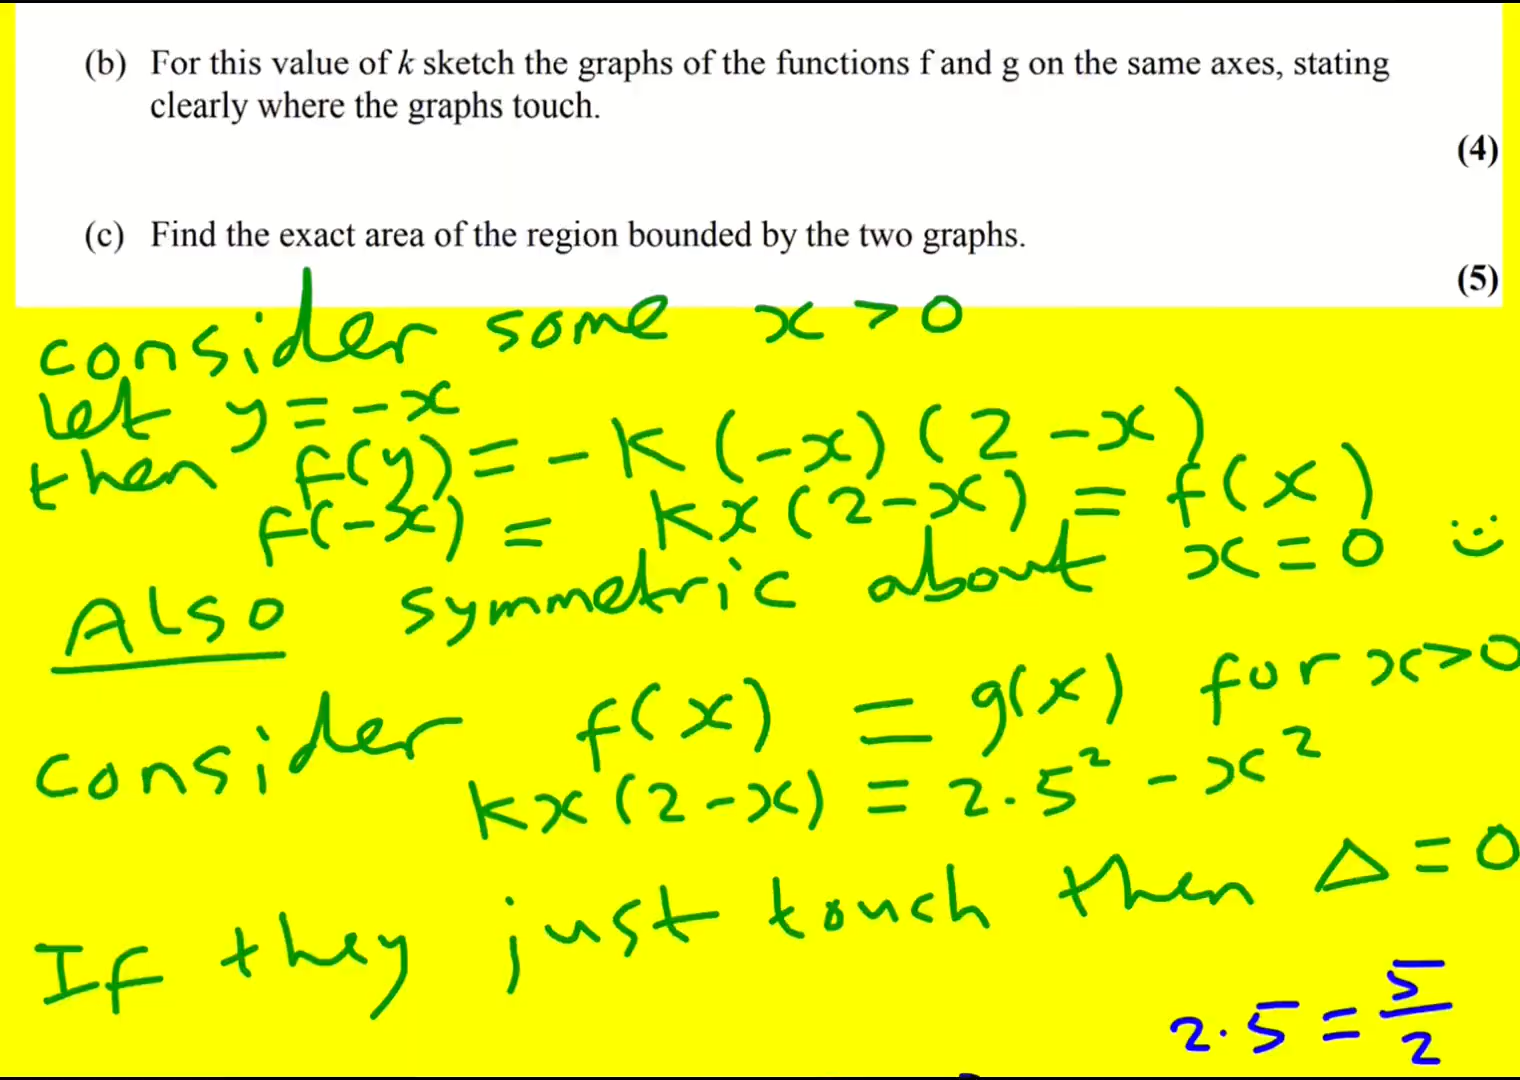 (b) For this value of k sketch the graphs of the functions f and g on the same axes, stating
clearly where the graphs touch.
(4)
(c) Find the exact area of the region bounded by the two graphs.
(5)
consider some x > 0
let y = -x
then f(y) = -k(-x)(2-x)
f(-x) = kx(2-x) = f(x)
Also symmetric about x = 0 :)
consider f(x) = g(x) for x > 0
kx(2-x) = 2.5² - x²
If they just touch then Δ = 0
2.5 = 5/2